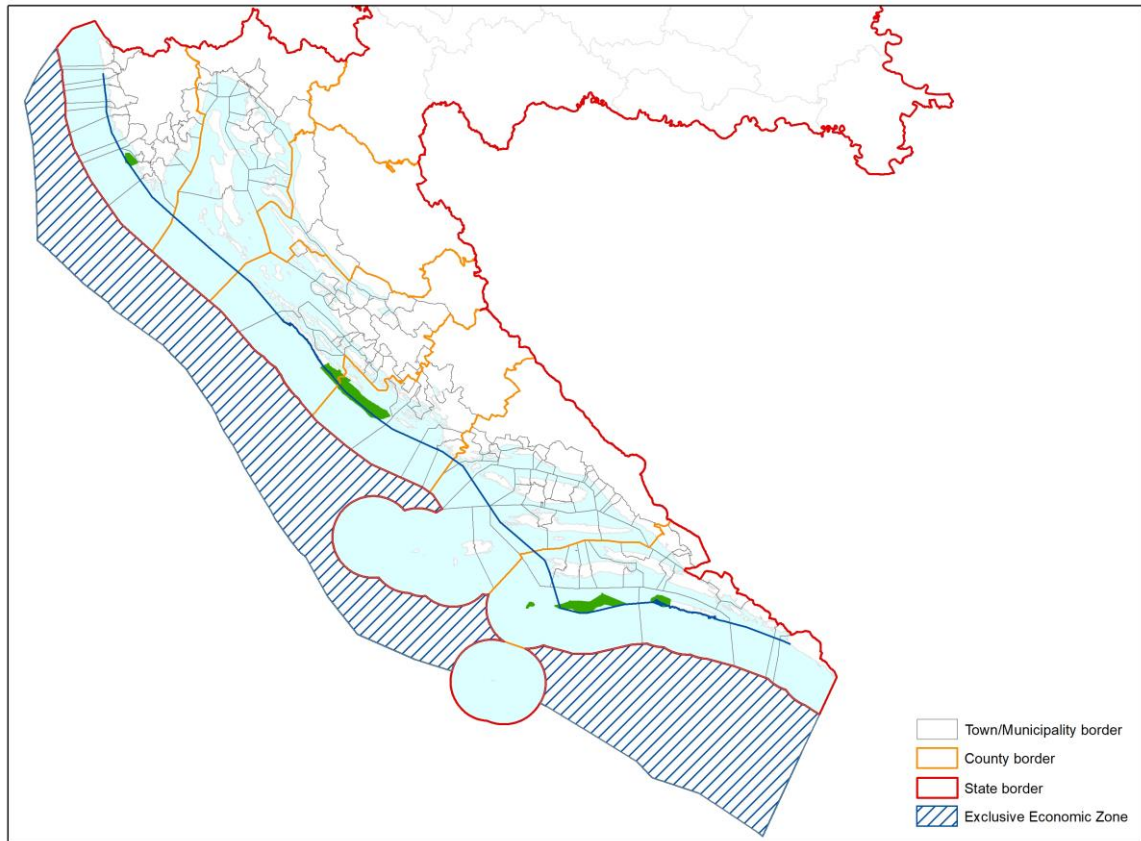 Town/Municipality border
County border
State border
Exclusive Economic Zone